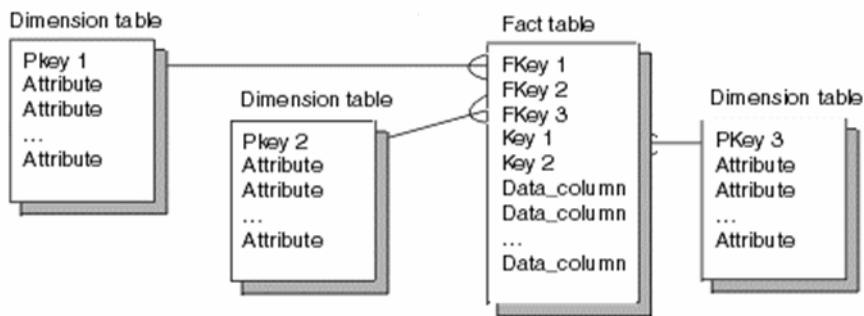 Dimension table
Pkey 1
Attribute
Attribute
...
Attribute
Dimension table
Pkey 2
Attribute
Attribute
...
Attribute
Fact table
FKey 1
FKey 2
FKey 3
Key 1
Key 2
Data_column
Data_column
...
Data_column
Dimension table
PKey 3
Attribute
Attribute
...
Attribute